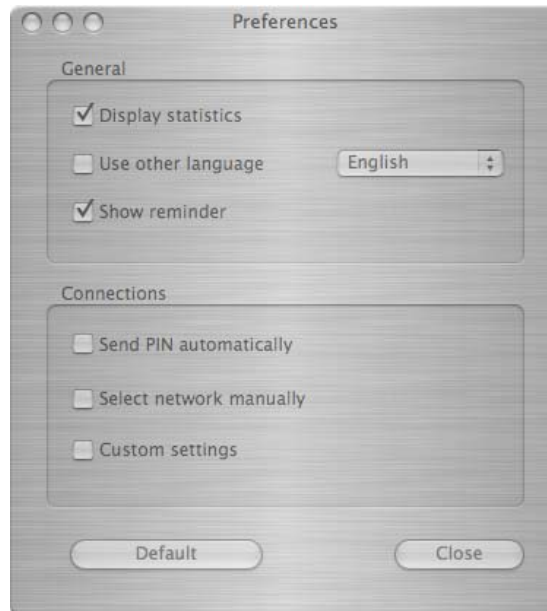 Preferences
General
Display statistics
Use other language English
Show reminder
Connections
Send PIN automatically
Select network manually
Custom settings
Default Close